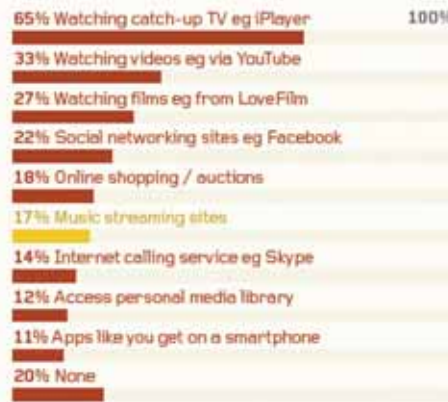 65% Watching catch-up TV eg iPlayer 100%
33% Watching videos eg via YouTube
27% Watching films eg from LoveFilm
22% Social networking sites eg Facebook
18% Online shopping / auctions
17% Music streaming sites
14% Internet calling service eg Skype
12% Access personal media library
11% Apps like you get on a smartphone
20% None